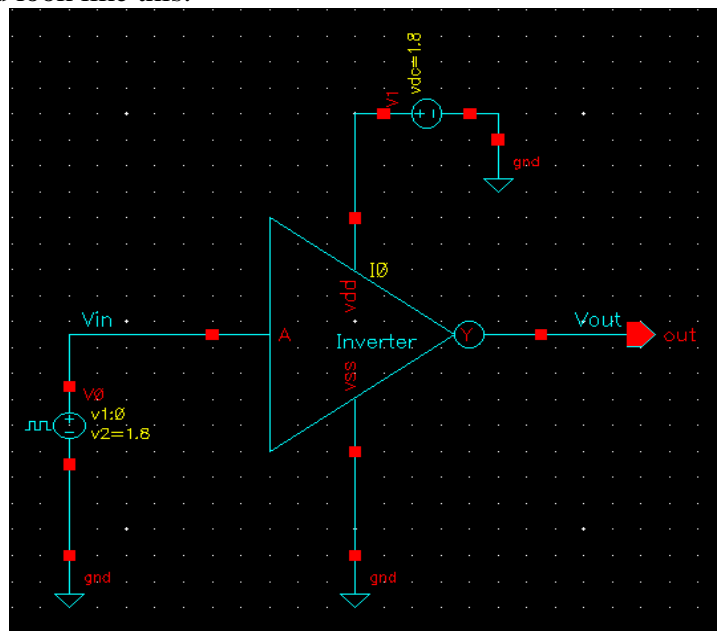 vdc=1.8
V1
gnd
I0
vdd
Vin
A
Inverter
Y
Vout
out
vss
V0
v1:0
v2=1.8
gnd
gnd